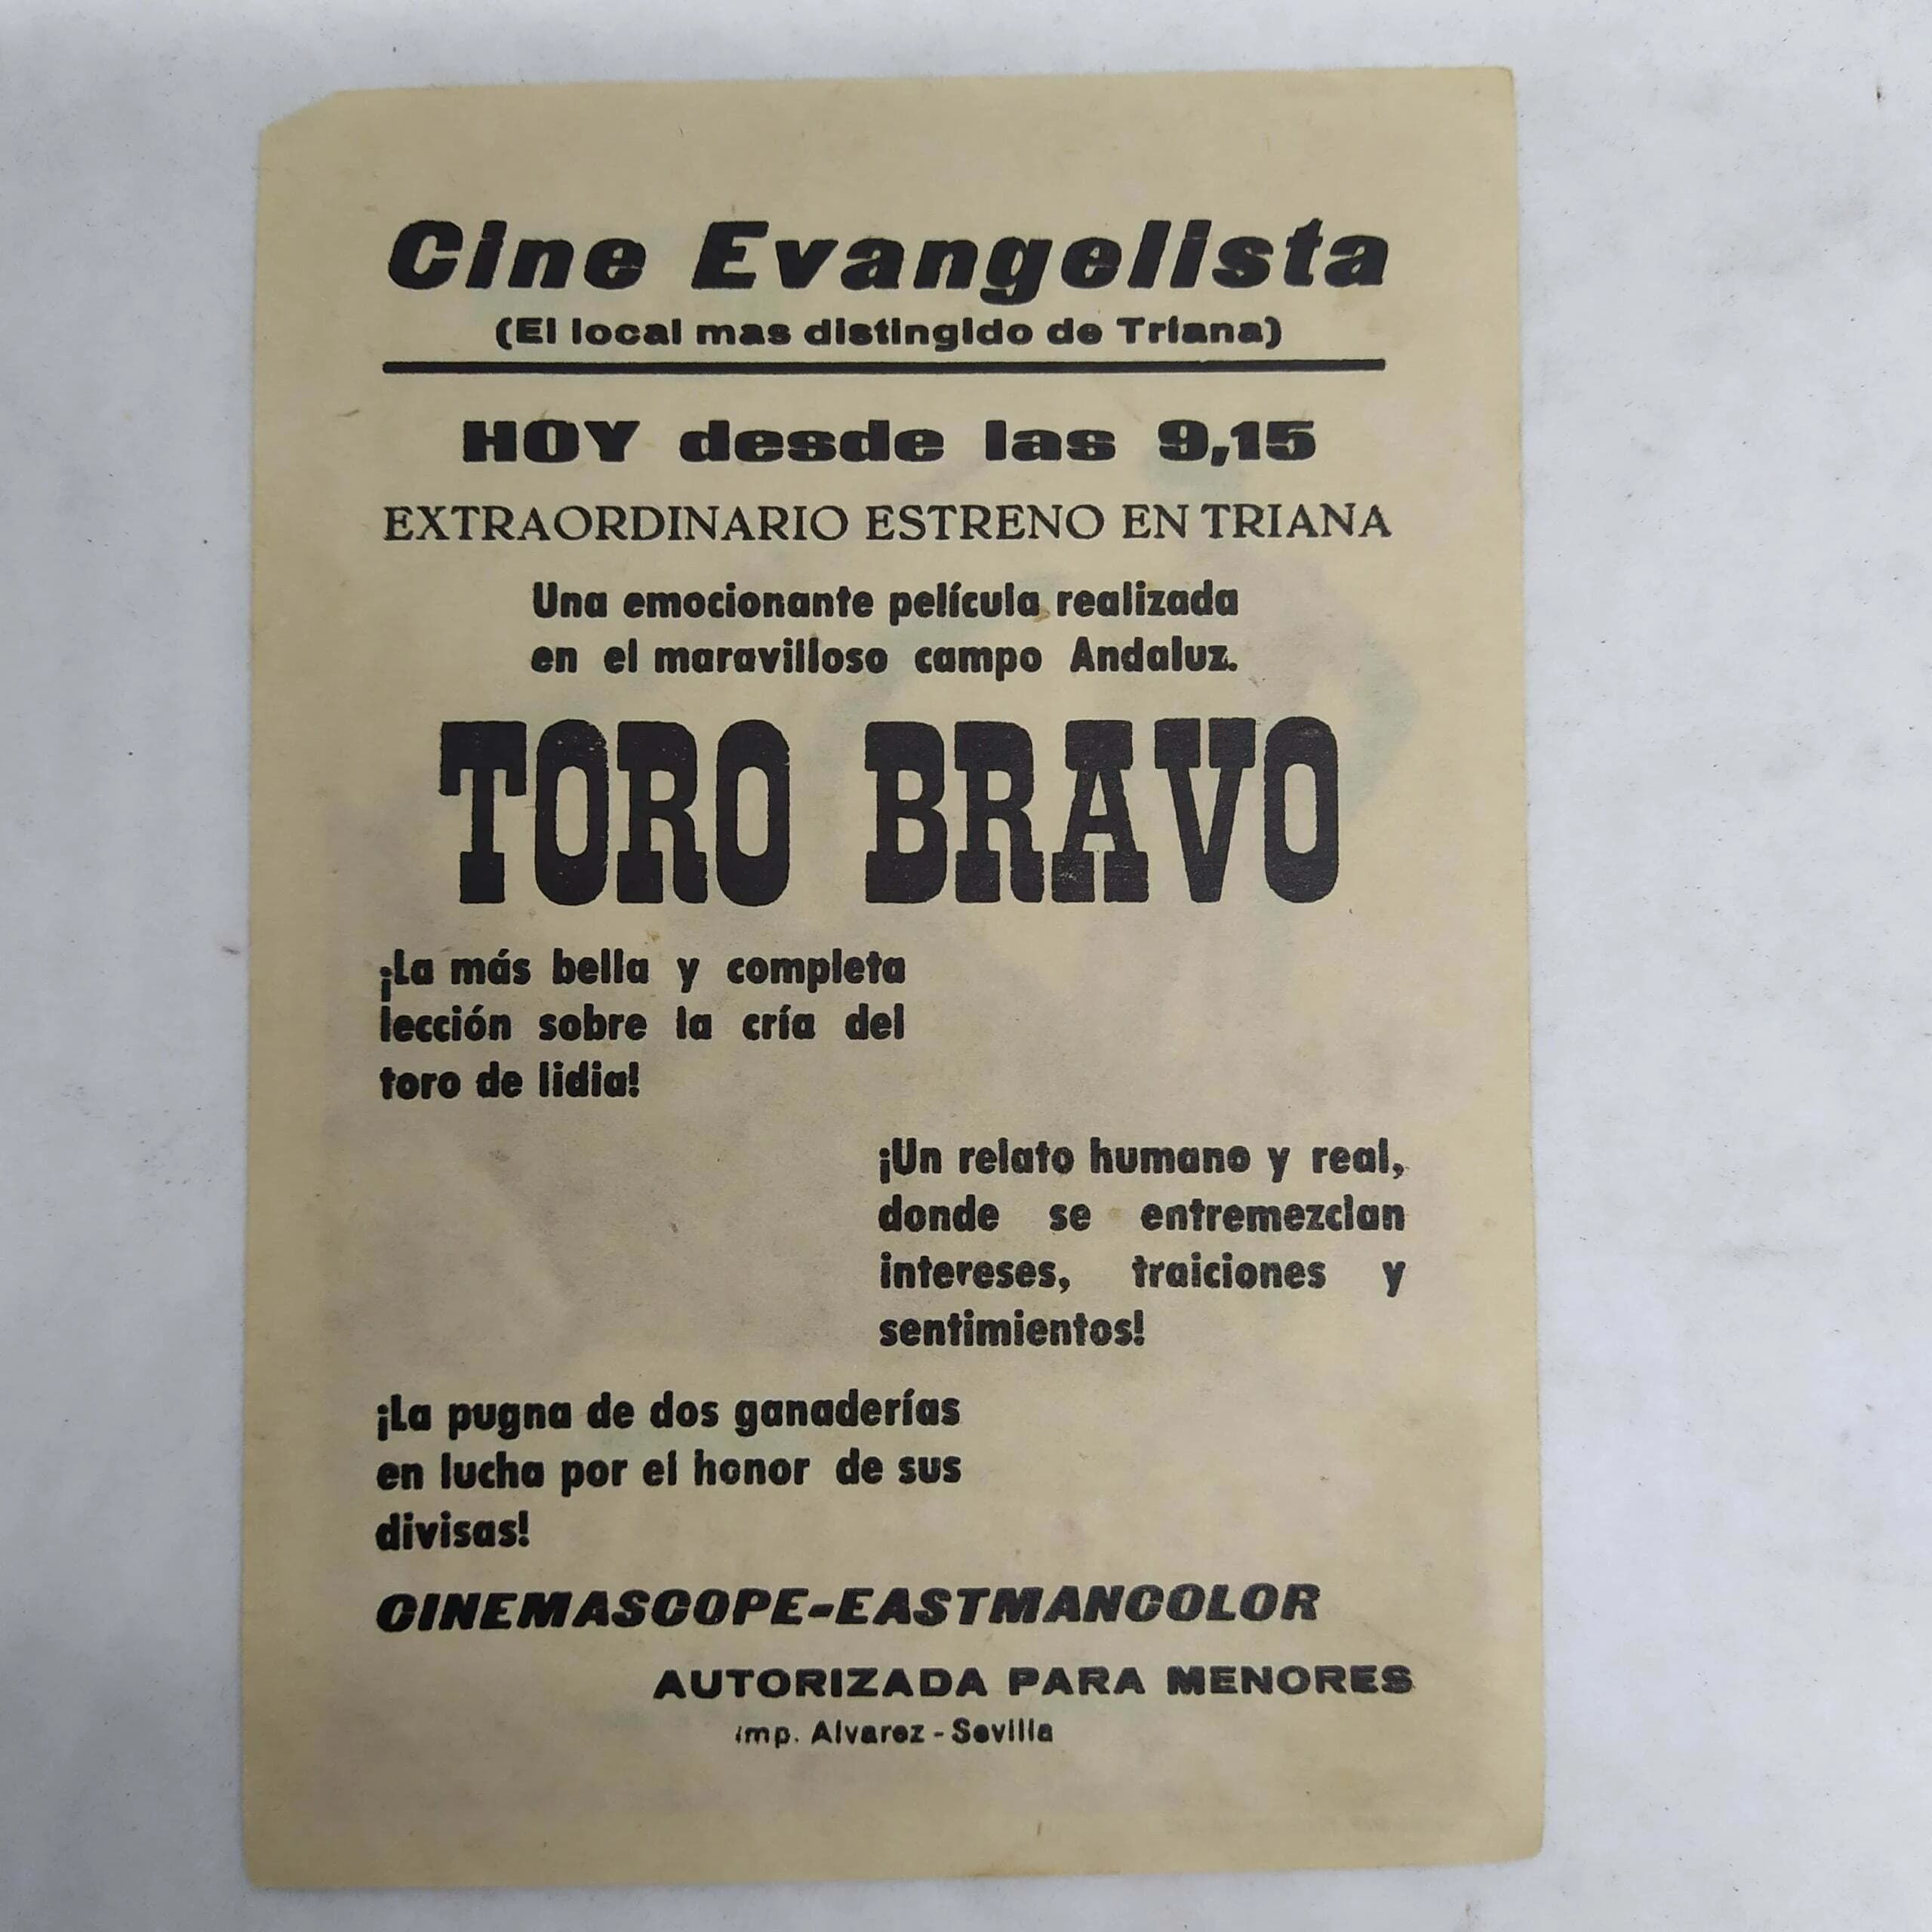 Cine Evangelista
(El local mas distingido de Triana)
HOY desde las 9,15
EXTRAORDINARIO ESTRENO EN TRIANA
Una emocionante película realizada
en el maravilloso campo Andaluz.
TORO BRAVO
¡La más bella y completa
lección sobre la cría del
toro de lidia!
¡Un relato humano y real,
donde se entremezclan
intereses, traiciones y
sentimientos!
¡La pugna de dos ganaderías
en lucha por el honor de sus
divisas!
CINEMASCOPE-EASTMANCOLOR
AUTORIZADA PARA MENORES
imp. Alvarez - Sevilla